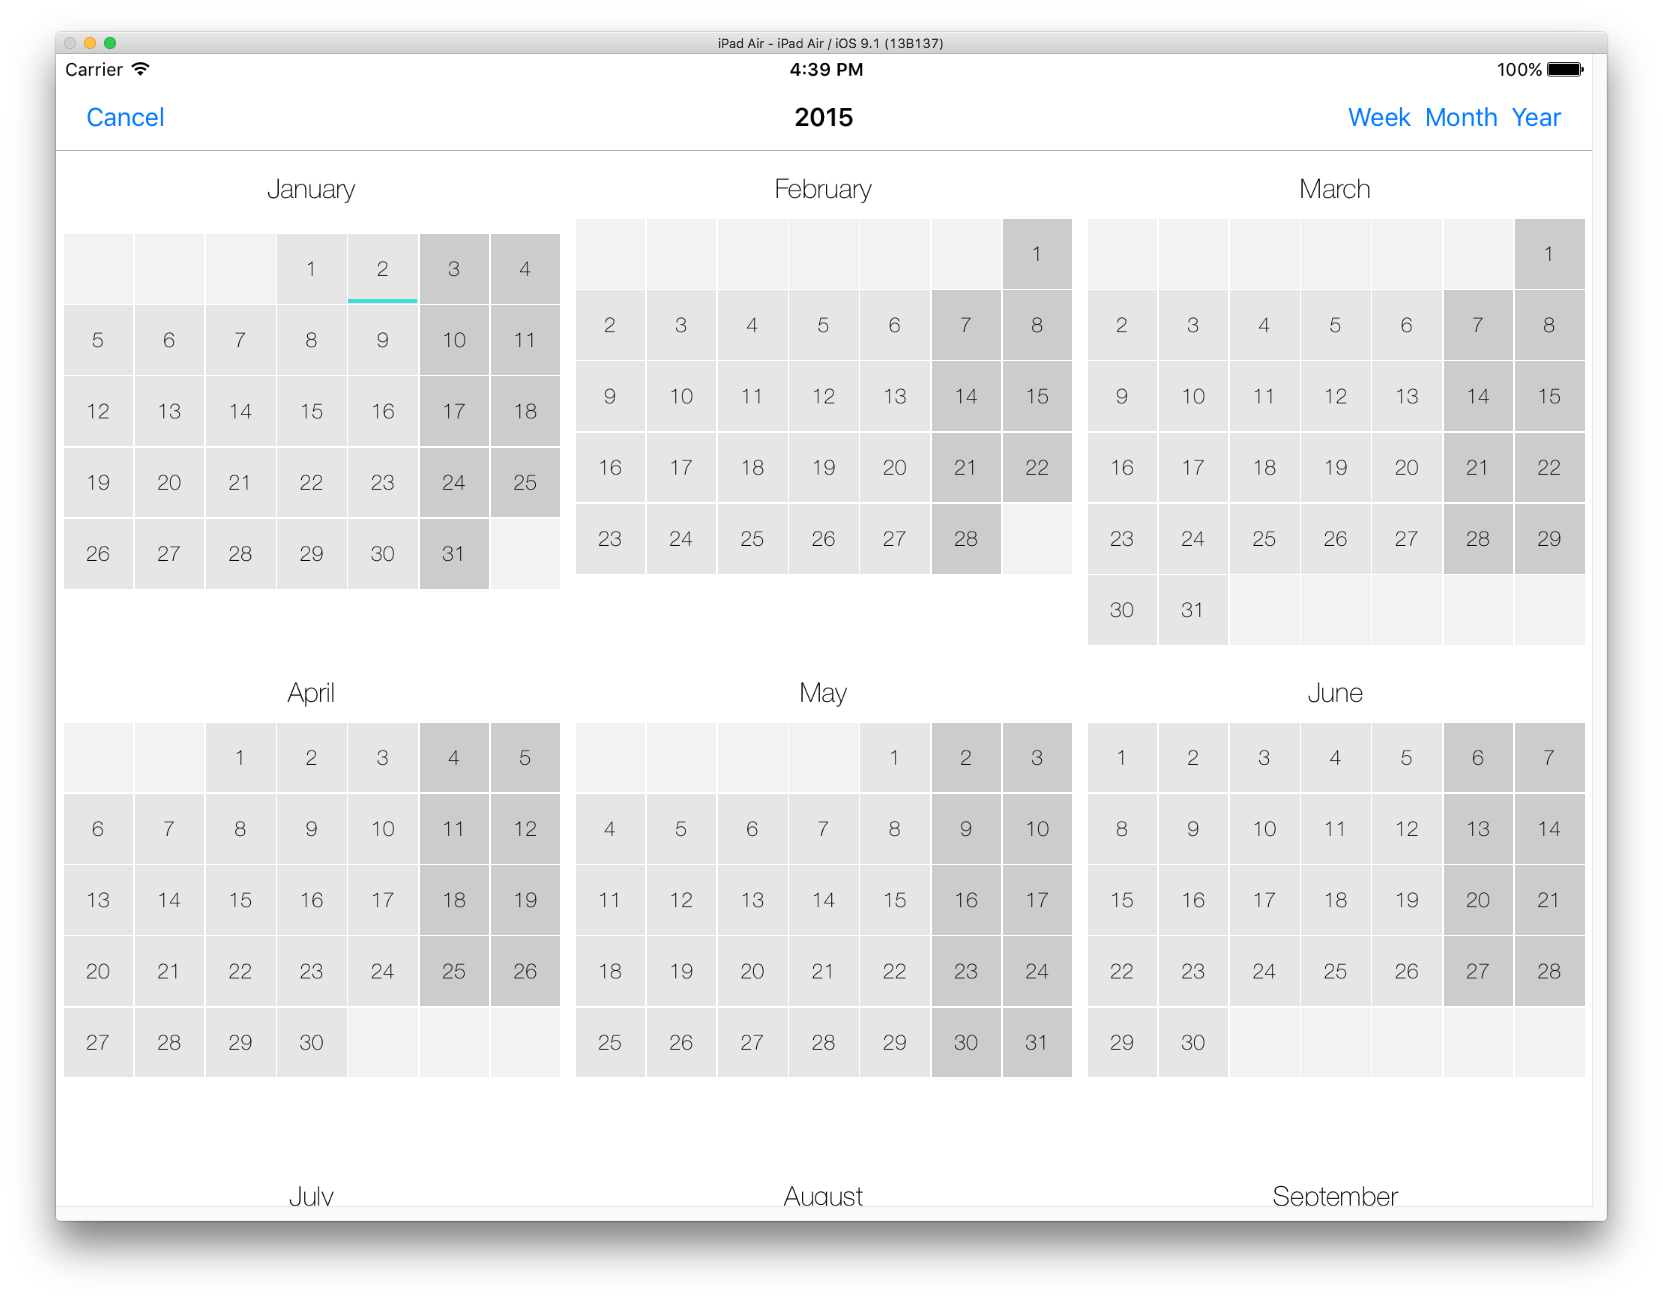 iPad Air - iPad Air / iOS 9.1 (13B137)
Carrier 4:39 PM 100%
Cancel 2015 Week Month Year
January
1 2 3 4
5 6 7 8 9 10 11
12 13 14 15 16 17 18
19 20 21 22 23 24 25
26 27 28 29 30 31
February
1
2 3 4 5 6 7 8
9 10 11 12 13 14 15
16 17 18 19 20 21 22
23 24 25 26 27 28
March
1
2 3 4 5 6 7 8
9 10 11 12 13 14 15
16 17 18 19 20 21 22
23 24 25 26 27 28 29
30 31
April
1 2 3 4 5
6 7 8 9 10 11 12
13 14 15 16 17 18 19
20 21 22 23 24 25 26
27 28 29 30
May
1 2 3
4 5 6 7 8 9 10
11 12 13 14 15 16 17
18 19 20 21 22 23 24
25 26 27 28 29 30 31
June
1 2 3 4 5 6 7
8 9 10 11 12 13 14
15 16 17 18 19 20 21
22 23 24 25 26 27 28
29 30
July
August
September